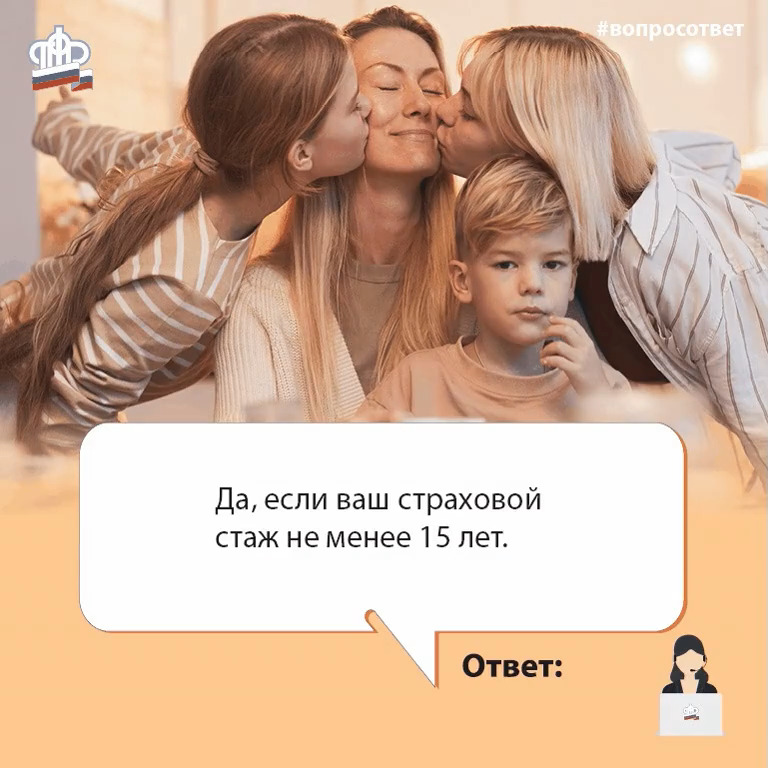 #вопросответ
Да, если ваш страховой
стаж не менее 15 лет.
Ответ: